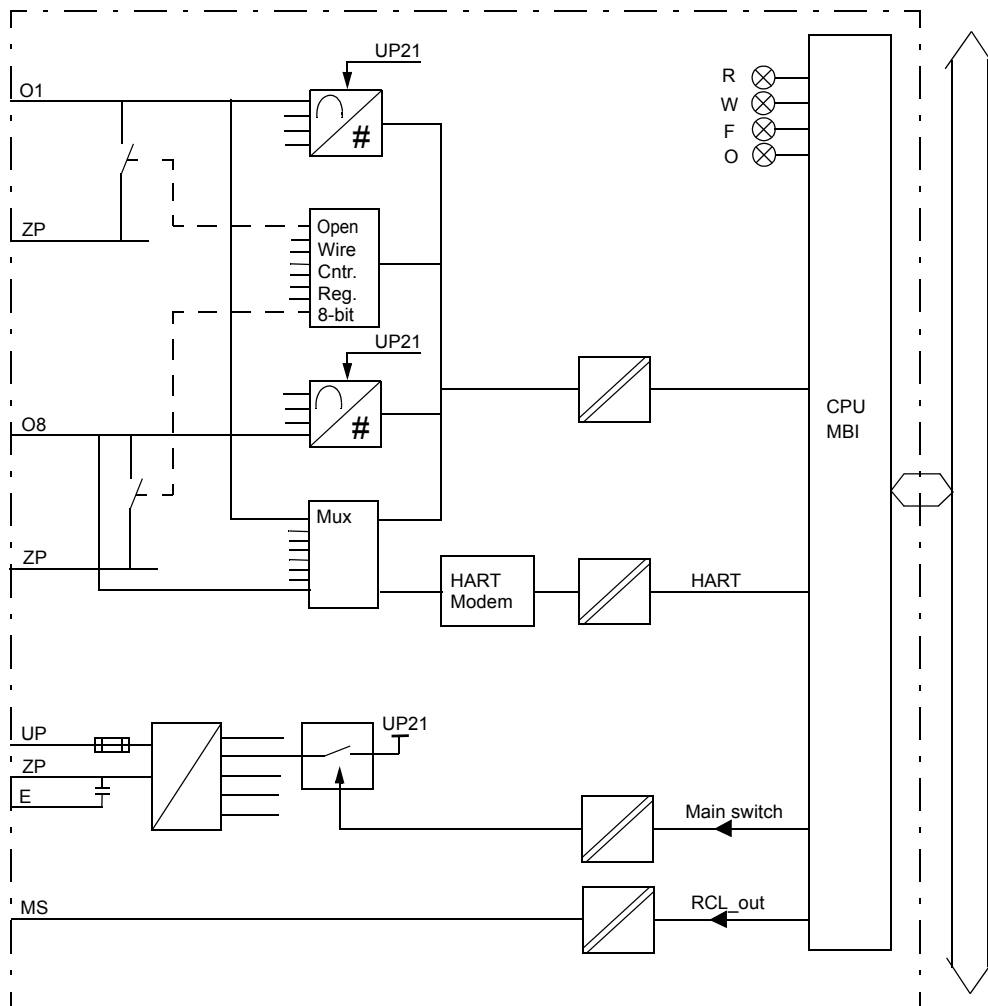 UP21
O1
#
R
W
F
O
ZP
Open
Wire
Cntr.
Reg.
8-bit
UP21
O8
#
CPU
MBI
Mux
ZP
HART
Modem
HART
UP
UP21
ZP
E
Main switch
MS
RCL_out